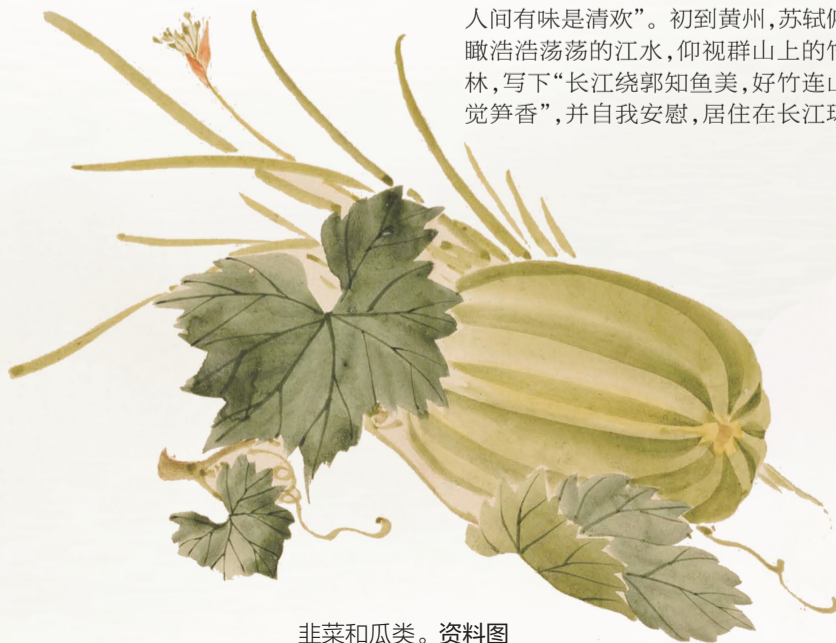 人间有味是清欢”。初到黄州,苏轼俯
瞰浩浩荡荡的江水,仰视群山上的竹
林,写下“长江绕郭知鱼美,好竹连山
觉笋香”,并自我安慰,居住在长江
韭菜和瓜类。资料图